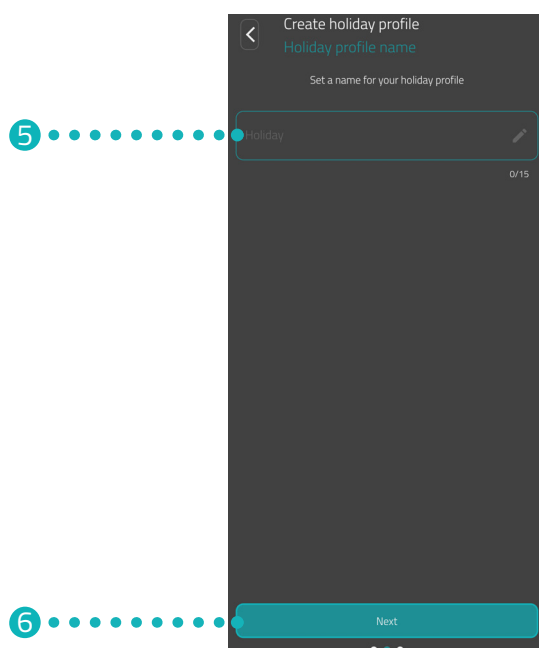 Create holiday profile
Holiday profile name
Set a name for your holiday profile
5
Holiday
0/15
6
Next